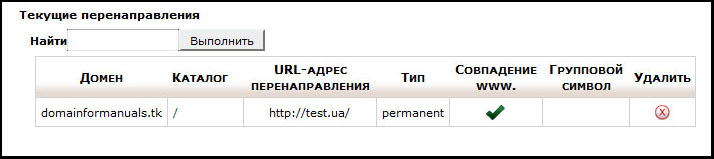 Текущие перенаправления
Найти Выполнить
Домен Каталог URL-адрес перенаправления Тип Совпадение www. Групповой символ Удалить
domainformanuals.tk / http://test.ua/ permanent